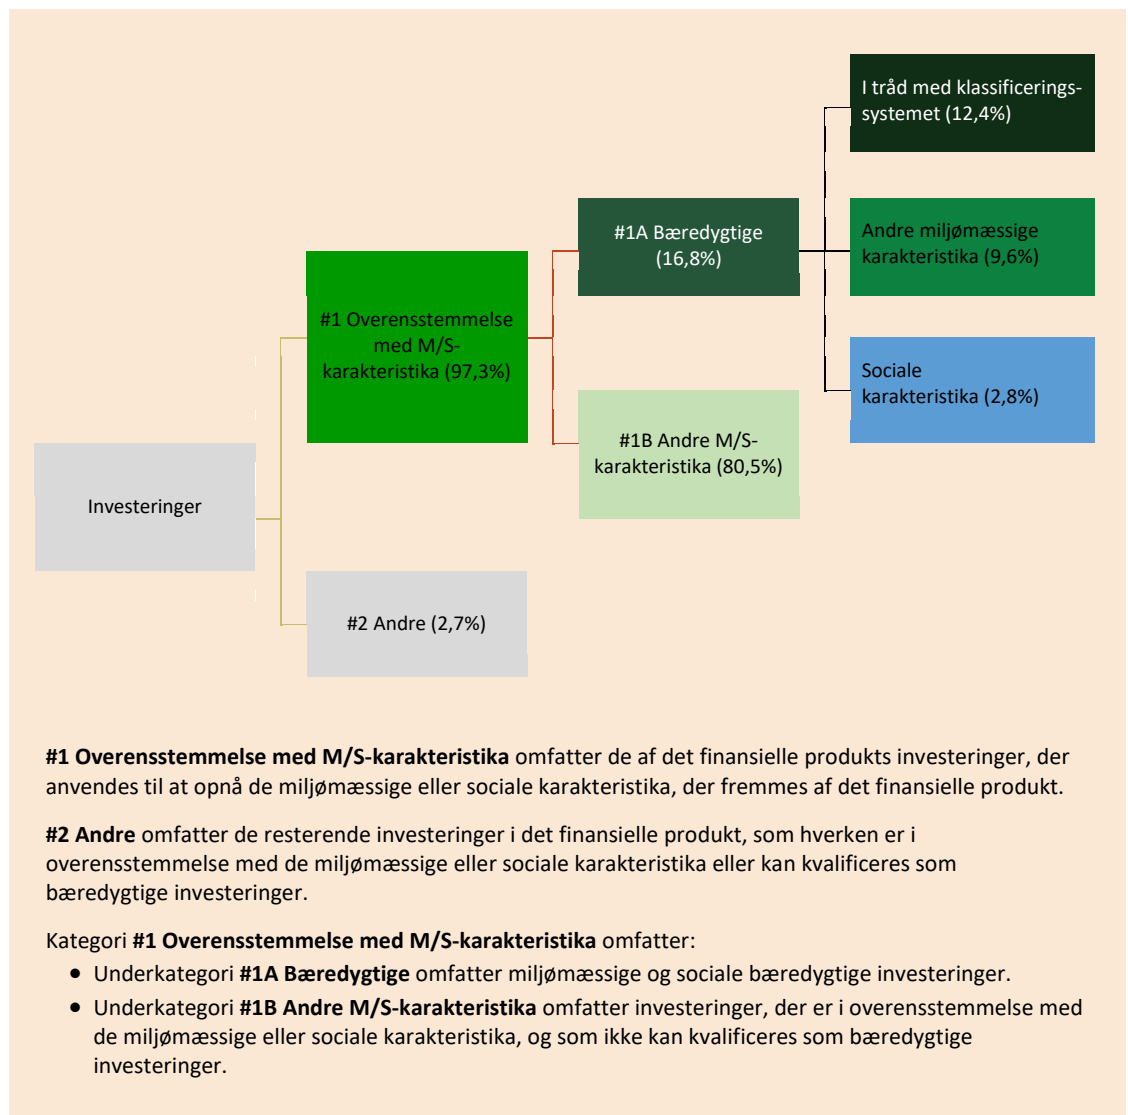 I tråd med klassificerings-
systemet (12,4%)
#1A Bæredygtige
(16,8%)
Andre miljømæssige
karakteristika (9,6%)
#1 Overensstemmelse
med M/S-
karakteristika (97,3%)
Sociale
karakteristika (2,8%)
#1B Andre M/S-
karakteristika (80,5%)
Investeringer
#2 Andre (2,7%)
#1 Overensstemmelse med M/S-karakteristika omfatter de af det finansielle produkts investeringer, der
anvendes til at opnå de miljømæssige eller sociale karakteristika, der fremmes af det finansielle produkt.
#2 Andre omfatter de resterende investeringer i det finansielle produkt, som hverken er i
overensstemmelse med de miljømæssige eller sociale karakteristika eller kan kvalificeres som
bæredygtige investeringer.
Kategori #1 Overensstemmelse med M/S-karakteristika omfatter:
• Underkategori #1A Bæredygtige omfatter miljømæssige og sociale bæredygtige investeringer.
• Underkategori #1B Andre M/S-karakteristika omfatter investeringer, der er i overensstemmelse med
de miljømæssige eller sociale karakteristika, og som ikke kan kvalificeres som bæredygtige
investeringer.